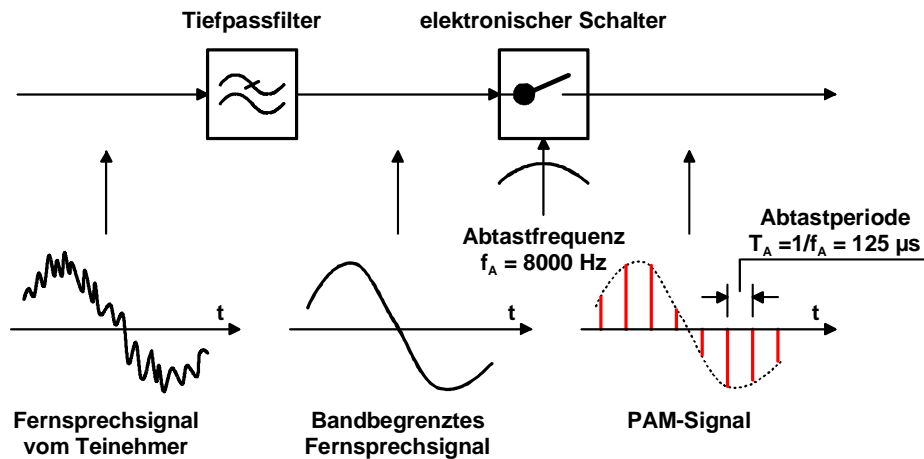 Tiefpassfilter
elektronischer Schalter
Abtastfrequenz
f_A = 8000 Hz
Abtastperiode
T_A =1/f_A = 125 µs
t
t
t
Fernsprechsignal
vom Teinehmer
Bandbegrenztes
Fernsprechsignal
PAM-Signal